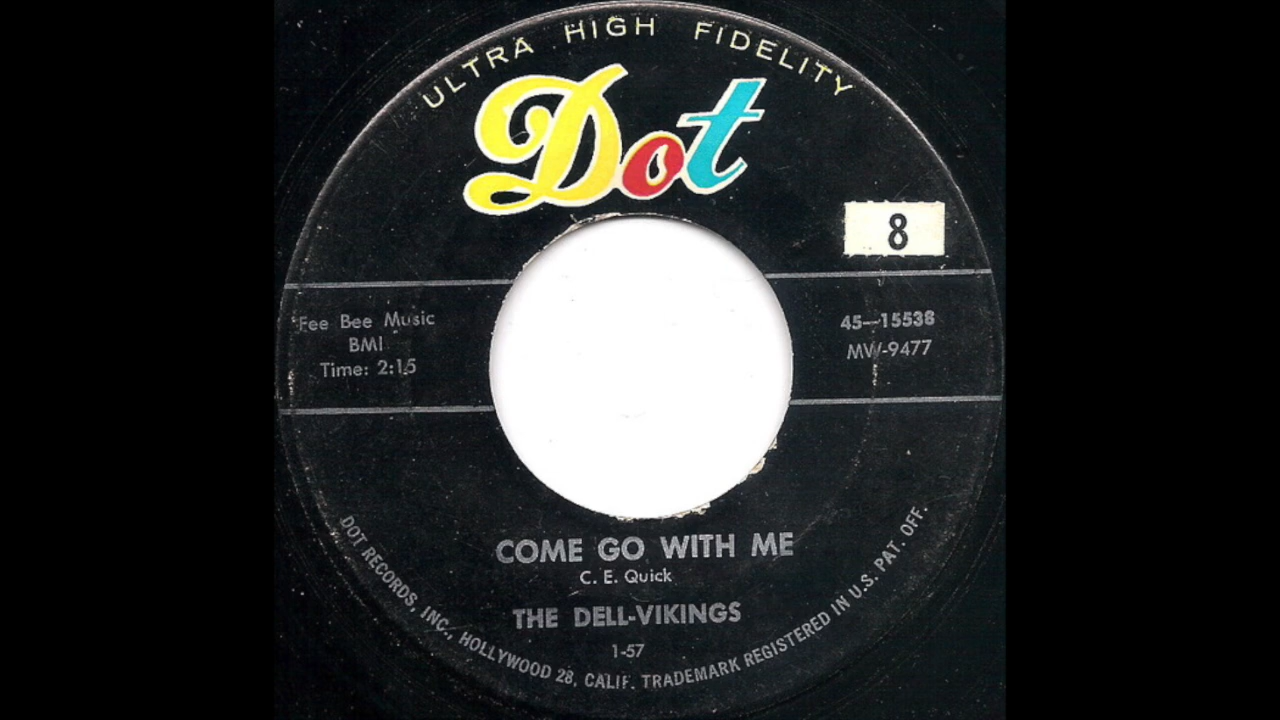 ULTRA HIGH FIDELITY
Dot
8
Fee Bee Music
BMI
Time: 2:15
45-15538
MW-9477
COME GO WITH ME
C. E. Quick
THE DELL-VIKINGS
1-57
DOT RECORDS, INC., HOLLYWOOD 28, CALIF. TRADEMARK REGISTERED IN U.S. PAT. OFF.